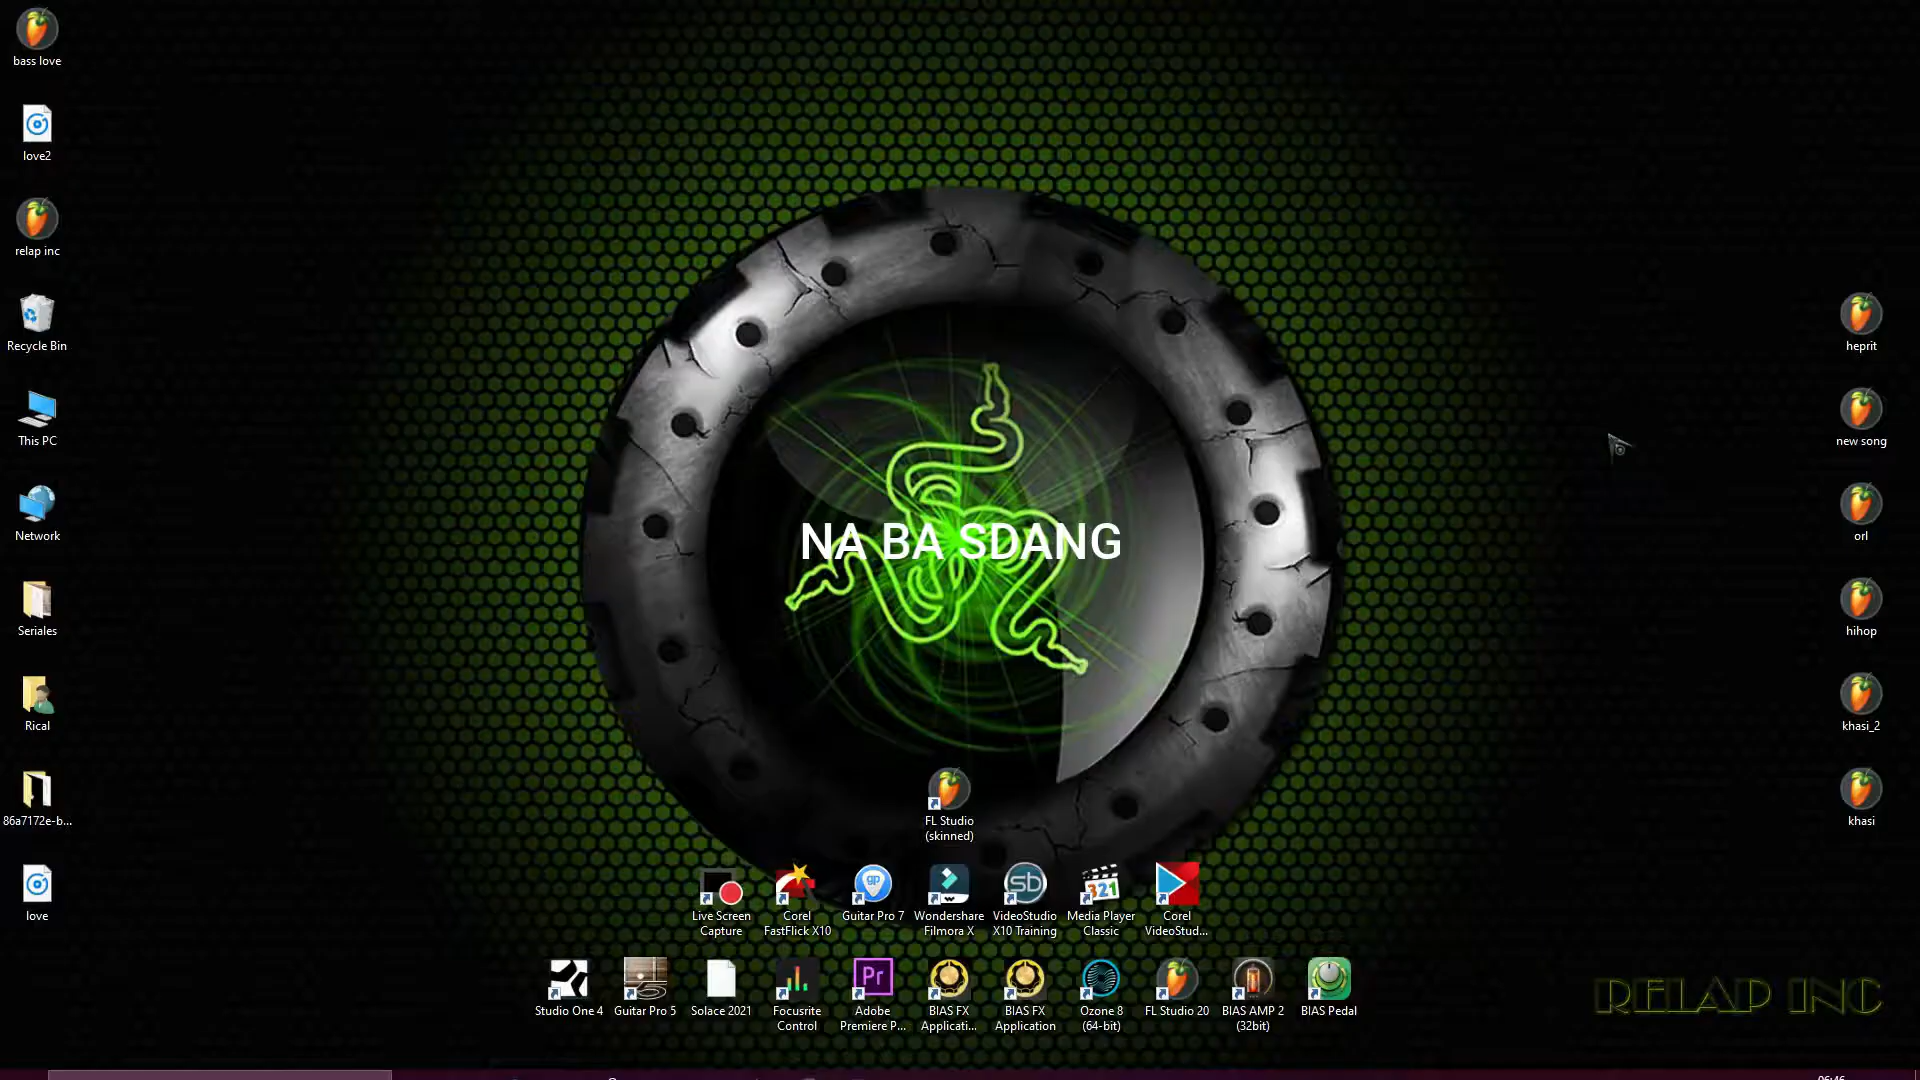 bass love
love2
relap inc
Recycle Bin
This PC
Network
Seriales
Rical
86a7172e-b...
love
NA BA SDANG
heprit
new song
orl
hihop
khasi_2
khasi
FL Studio
(skinned)
Live Screen
Capture
Corel
FastFlick X10
Guitar Pro 7
Wondershare
Filmora X
VideoStudio
X10 Training
Media Player
Classic
Corel
VideoStud...
Studio One 4
Guitar Pro 5
Solace 2021
Focusrite
Control
Adobe
Premiere P...
BIAS FX
Applicati...
BIAS FX
Application
Ozone 8
(64-bit)
FL Studio 20
BIAS AMP 2
(32bit)
BIAS Pedal
gp
sb
321
Pr
RELAP INC